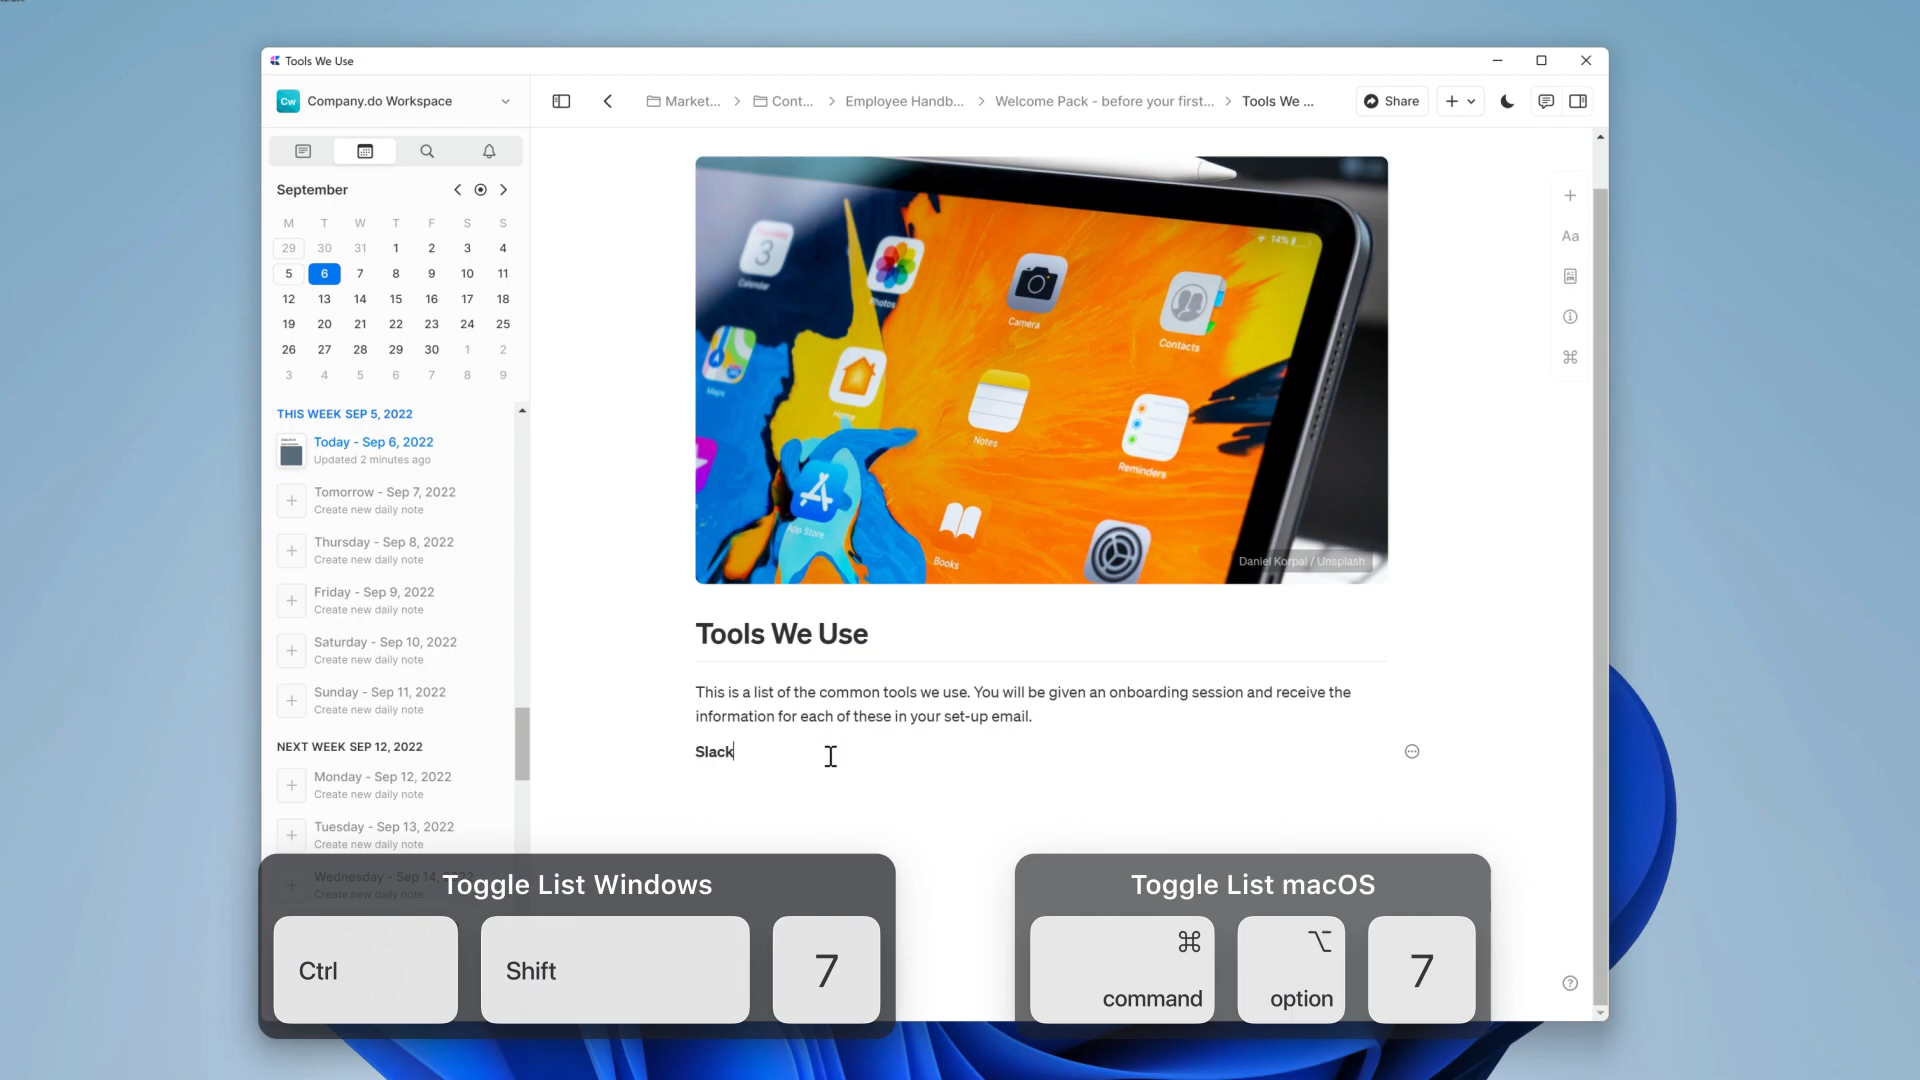 Tools We Use
Cw Company.do Workspace
Market... > Cont... > Employee Handb... > Welcome Pack - before your first... > Tools We ...
Share
September
M T W T F S S
29 30 31 1 2 3 4
5 6 7 8 9 10 11
12 13 14 15 16 17 18
19 20 21 22 23 24 25
26 27 28 29 30 1 2
3 4 5 6 7 8 9
THIS WEEK SEP 5, 2022
Today - Sep 6, 2022
Updated 2 minutes ago
Tomorrow - Sep 7, 2022
Create new daily note
Thursday - Sep 8, 2022
Create new daily note
Friday - Sep 9, 2022
Create new daily note
Saturday - Sep 10, 2022
Create new daily note
Sunday - Sep 11, 2022
Create new daily note
NEXT WEEK SEP 12, 2022
Monday - Sep 12, 2022
Create new daily note
Tuesday - Sep 13, 2022
Create new daily note
Wednesday - Sep 14,
Create new daily note
14%
3
Calendar
Photos
Camera
Contacts
Maps
Home
Notes
Reminders
App Store
Books
Daniel Korpai / Unsplash
Aa
Tools We Use
This is a list of the common tools we use. You will be given an onboarding session and receive the
information for each of these in your set-up email.
Slack
Toggle List Windows
Ctrl
Shift
7
Toggle List macOS
⌘
command
⌥
option
7